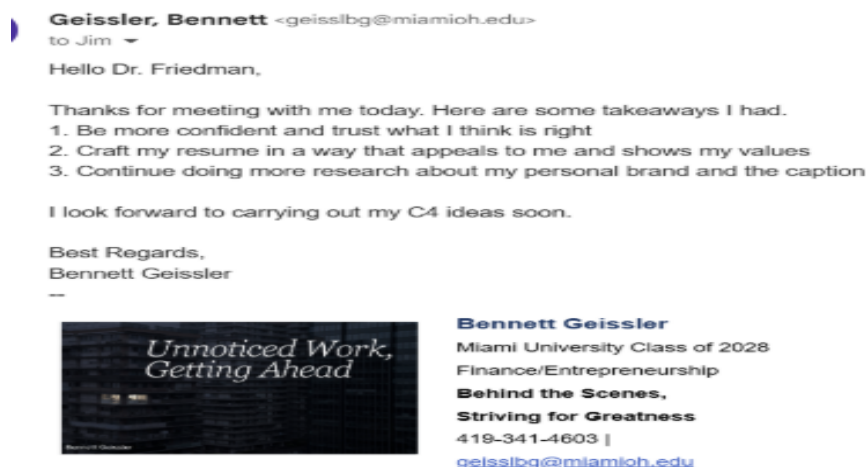 Geissler, Bennett <geisslbg@miamioh.edu>
to Jim
Hello Dr. Friedman,
Thanks for meeting with me today. Here are some takeaways I had.
1. Be more confident and trust what I think is right
2. Craft my resume in a way that appeals to me and shows my values
3. Continue doing more research about my personal brand and the caption
I look forward to carrying out my C4 ideas soon.
Best Regards,
Bennett Geissler
--
Unnoticed Work,
Getting Ahead
Bennett Geissler
Bennett Geissler
Miami University Class of 2028
Finance/Entrepreneurship
Behind the Scenes,
Striving for Greatness
419-341-4603 |
geisslbg@miamioh.edu